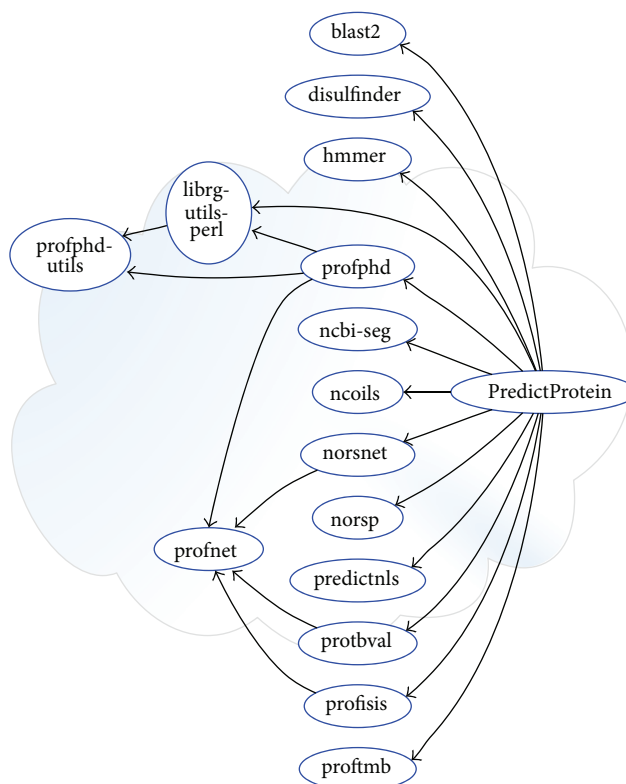 blast2
disulfinder
hmmer
librg-
utils-
perl
profphd-
utils
profphd
ncbi-seg
ncoils
PredictProtein
norsnet
norsp
profnet
predictnls
protbval
profisis
proftmb